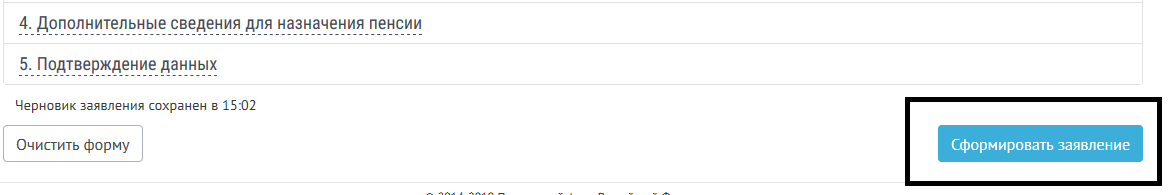 4. Дополнительные сведения для назначения пенсии
5. Подтверждение данных
Черновик заявления сохранен в 15:02
Очистить форму
Сформировать заявление